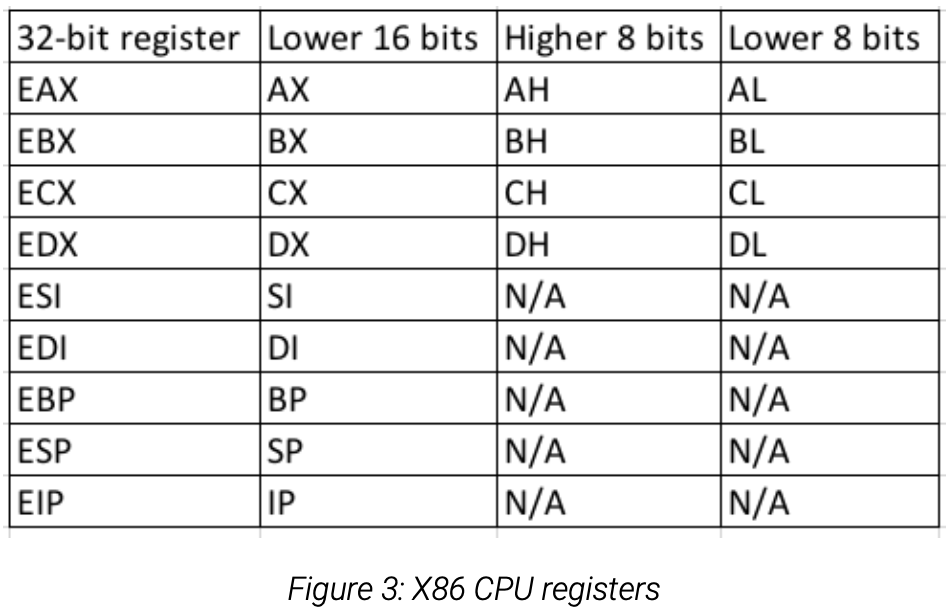 32-bit register Lower 16 bits Higher 8 bits Lower 8 bits
EAX AX AH AL
EBX BX BH BL
ECX CX CH CL
EDX DX DH DL
ESI SI N/A N/A
EDI DI N/A N/A
EBP BP N/A N/A
ESP SP N/A N/A
EIP IP N/A N/A
Figure 3: X86 CPU registers